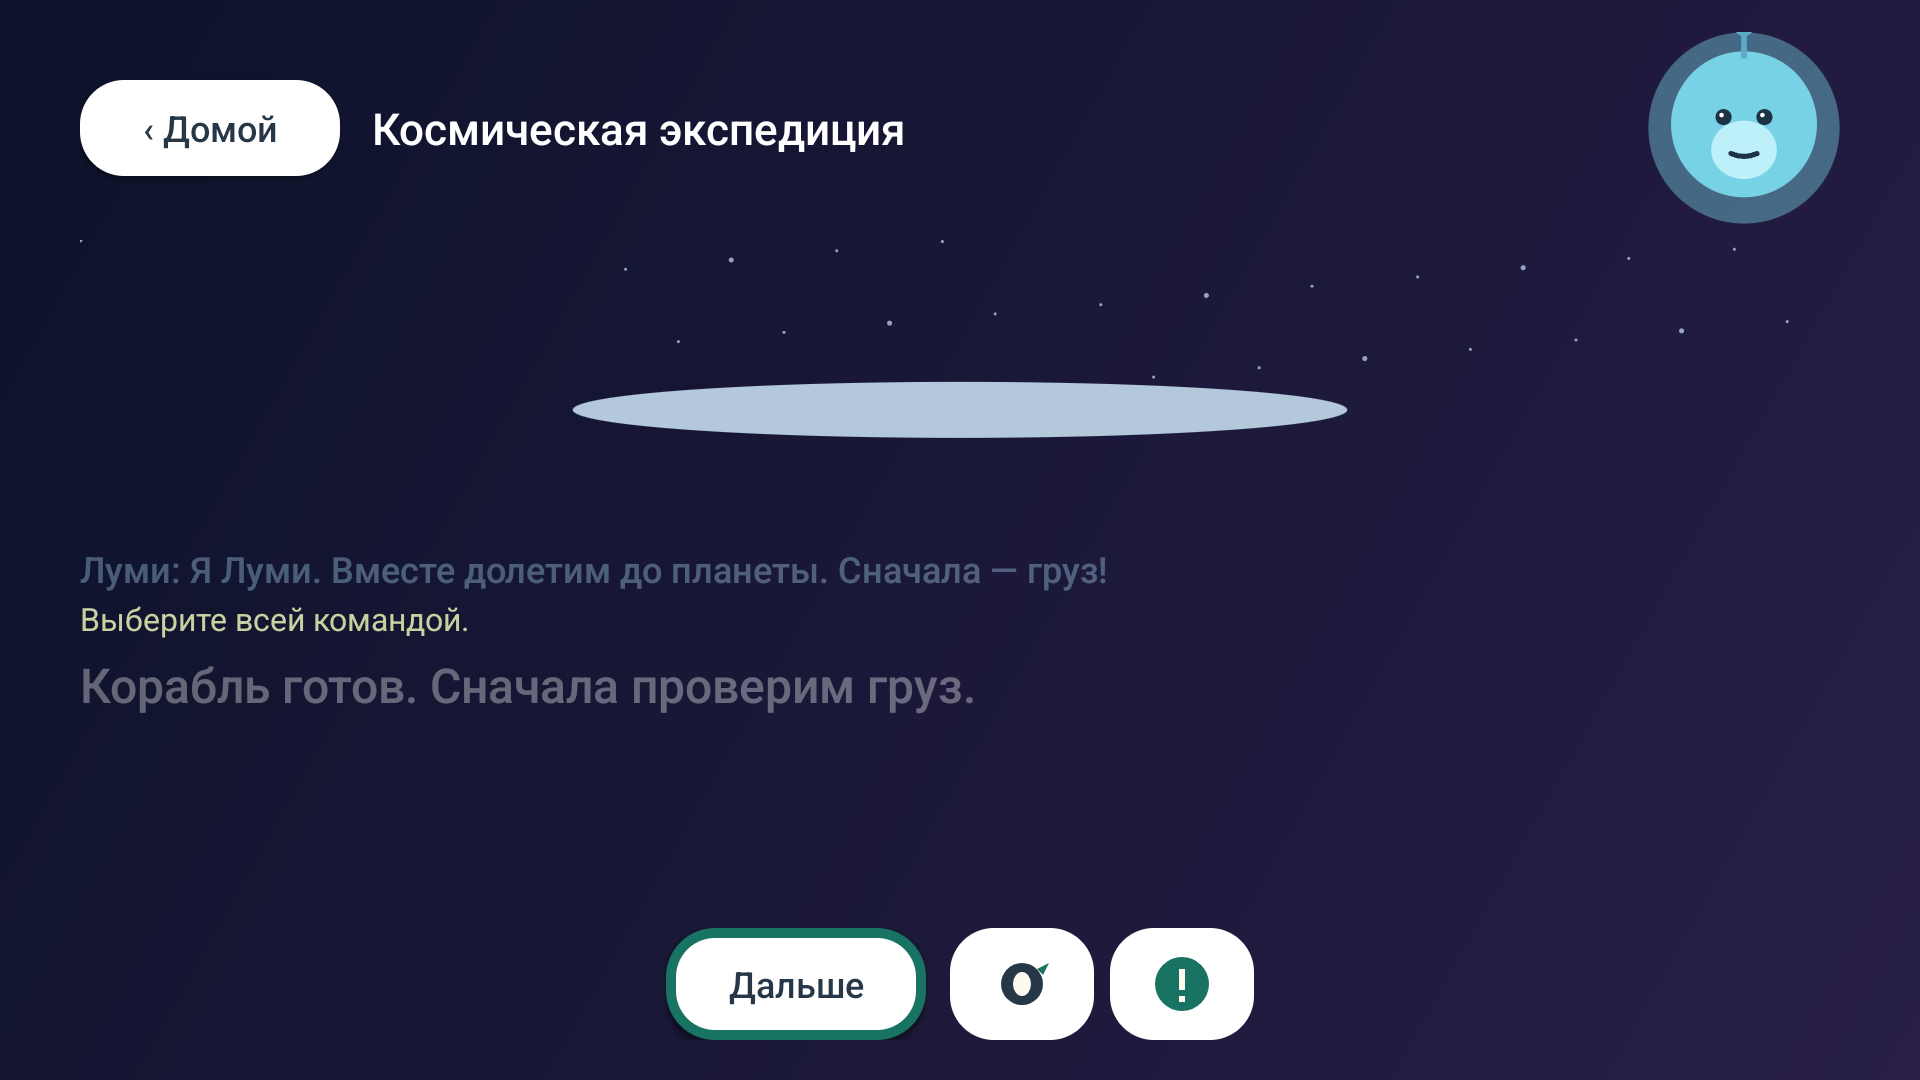 ‹ Домой
Космическая экспедиция
Луми: Я Луми. Вместе долетим до планеты. Сначала — груз!
Выберите всей командой.
Корабль готов. Сначала проверим груз.
Дальше